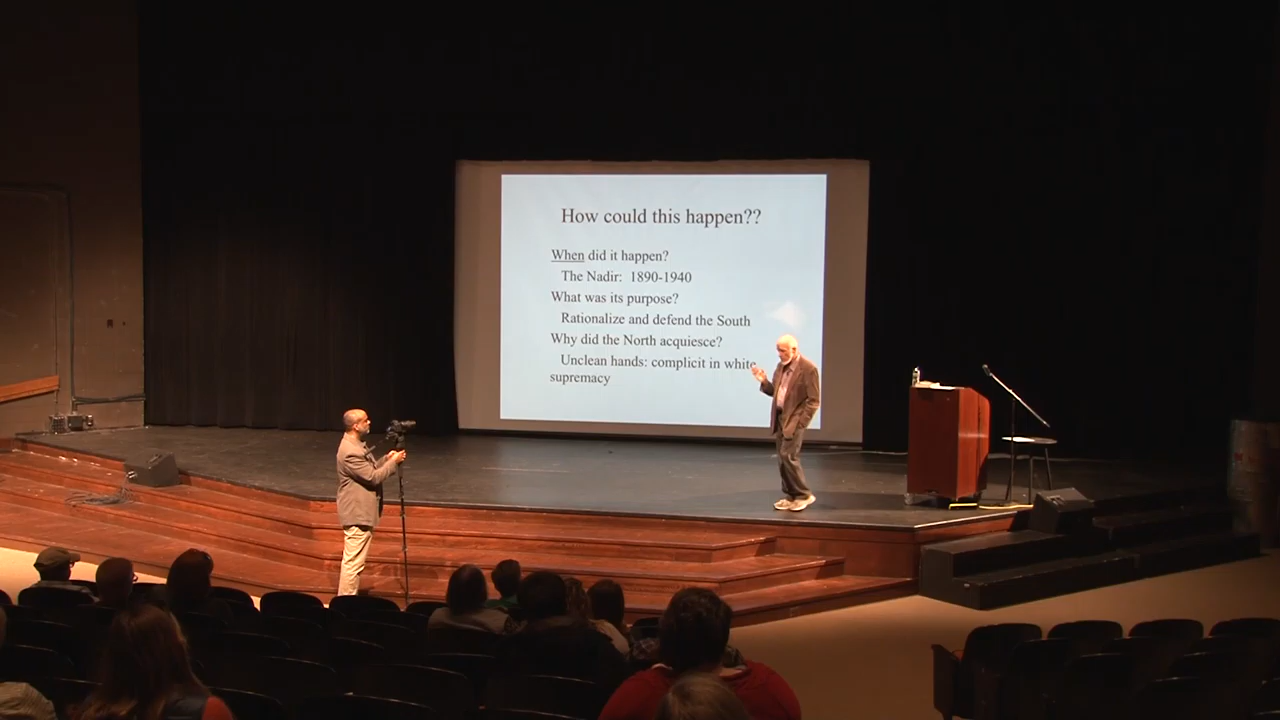 How could this happen??
When did it happen?
The Nadir: 1890-1940
What was its purpose?
Rationalize and defend the South
Why did the North acquiesce?
Unclean hands: complicit in white
supremacy